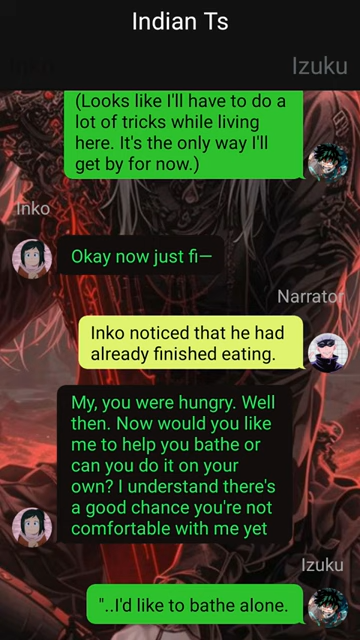 Indian Ts
Inko
Izuku
(Looks like I'll have to do a
lot of tricks while living
here. It's the only way I'll
get by for now.)
Inko
Okay now just fi—
Narrator
Inko noticed that he had
already finished eating.
My, you were hungry. Well
then. Now would you like
me to help you bathe or
can you do it on your
own? I understand there's
a good chance you're not
comfortable with me yet
Izuku
"..I'd like to bathe alone.